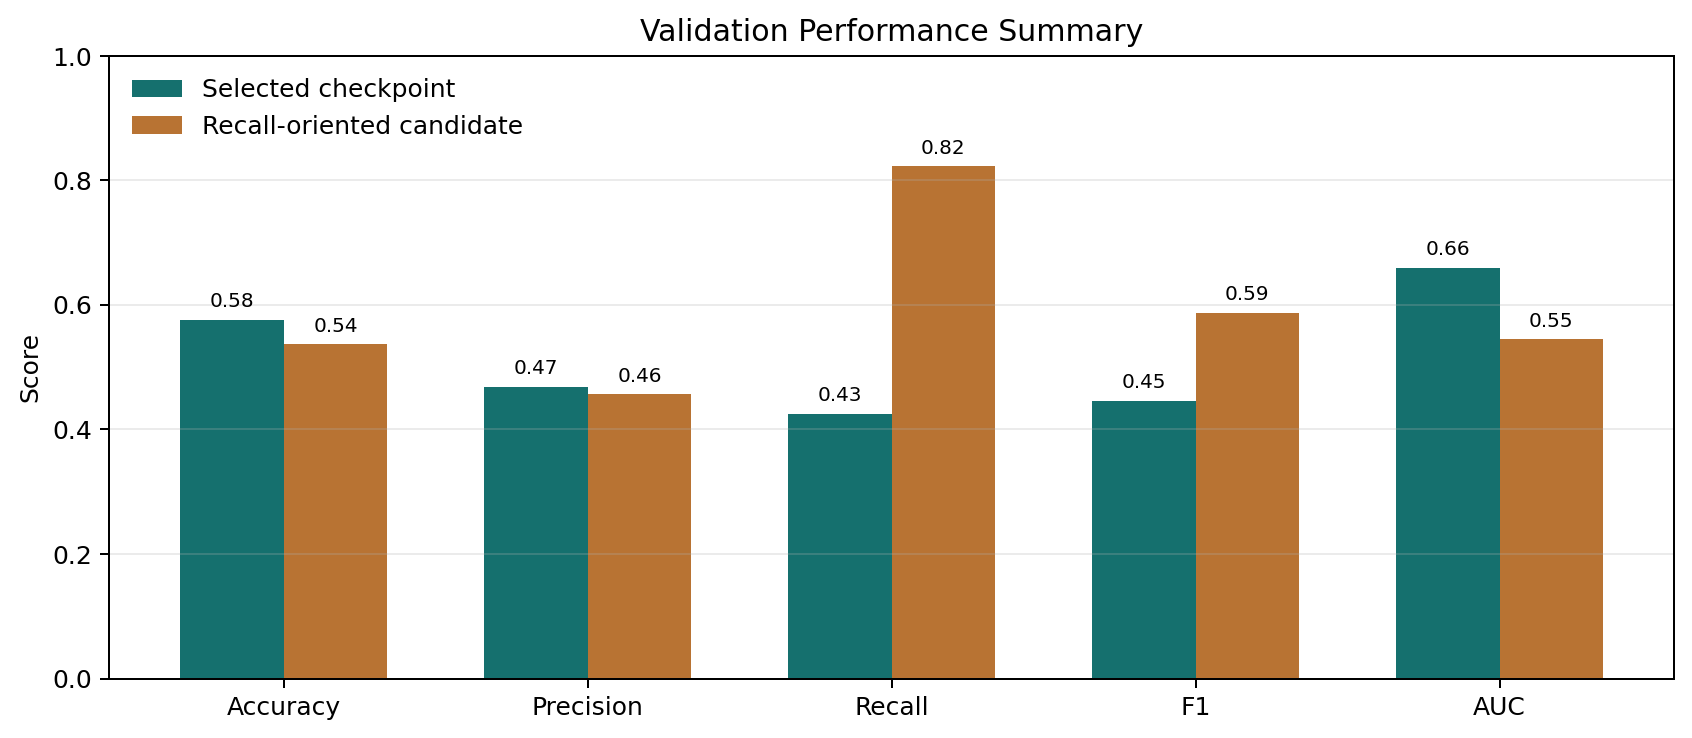 Validation Performance Summary
Selected checkpoint
Recall-oriented candidate
Score
1.0
0.8
0.6
0.4
0.2
0.0
0.58
0.54
0.47
0.46
0.43
0.82
0.45
0.59
0.66
0.55
Accuracy
Precision
Recall
F1
AUC